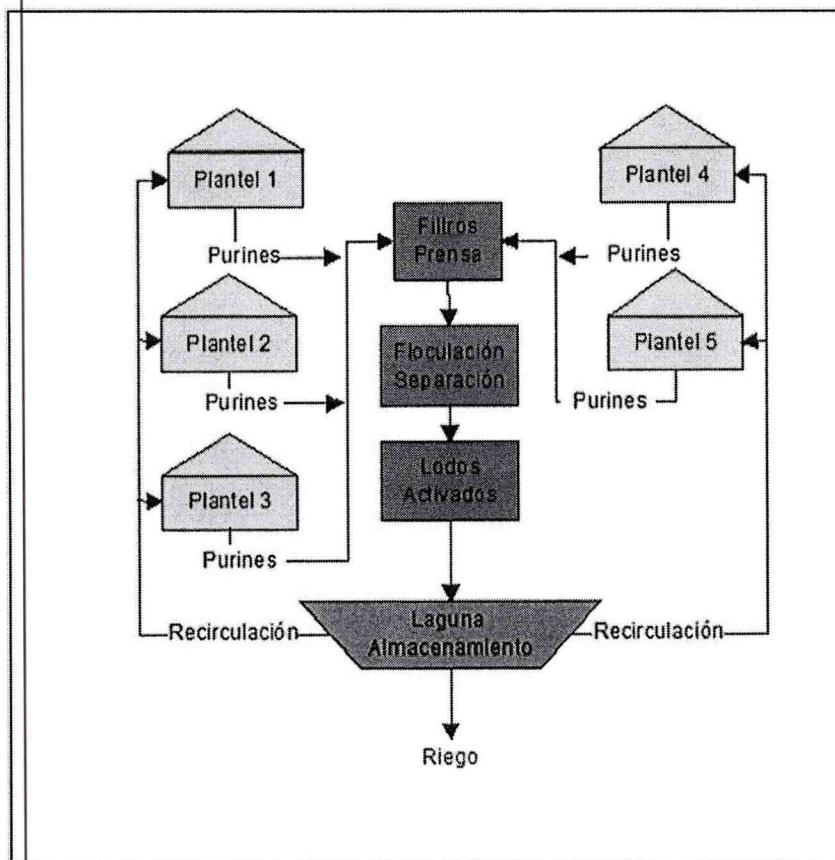 Plantel 1
Purines
Plantel 2
Purines
Plantel 3
Purines
Recirculación
Filtros
Prensa
Floculación
Separación
Lodos
Activados
Laguna
Almacenamiento
Riego
Plantel 4
Purines
Plantel 5
Purines
Recirculación